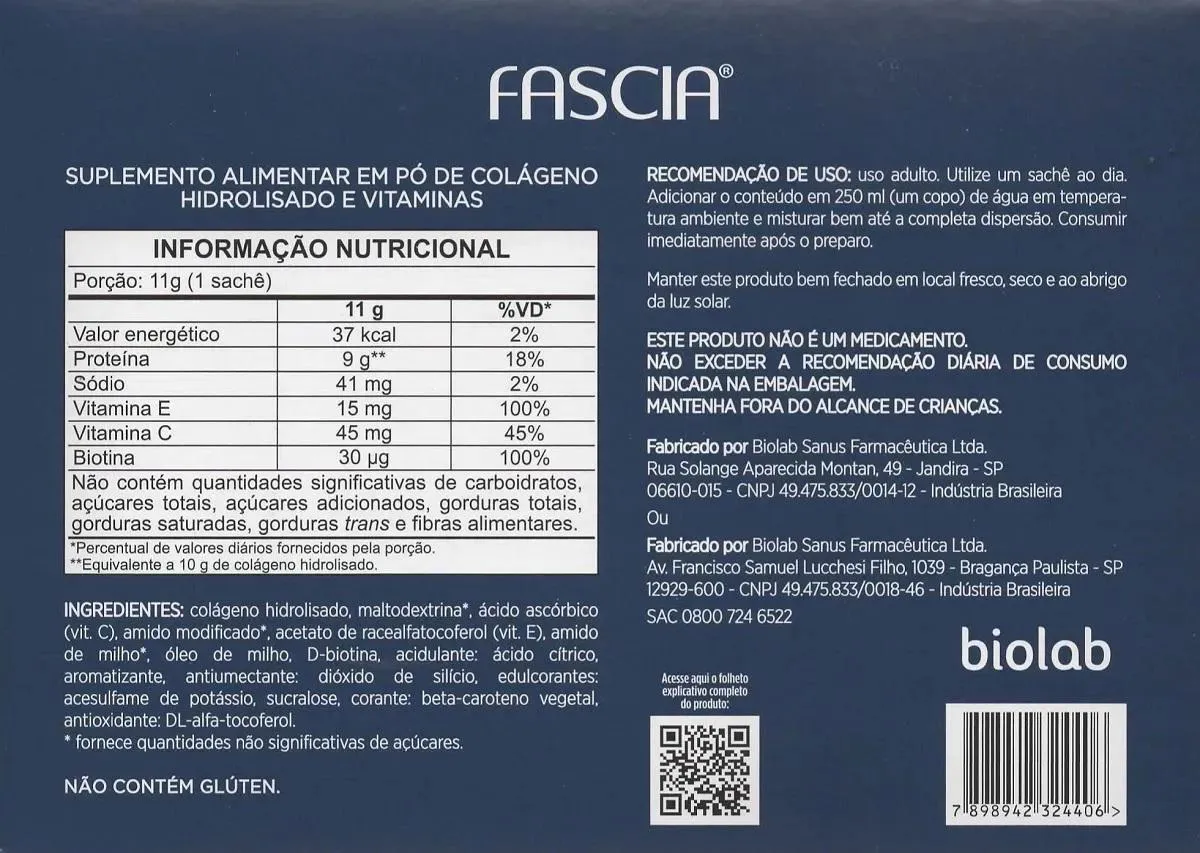 FASCIA®
SUPLEMENTO ALIMENTAR EM PÓ DE COLÁGENO
HIDROLISADO E VITAMINAS
INFORMAÇÃO NUTRICIONAL
Porção: 11g (1 sachê)
11 g %VD*
Valor energético 37 kcal 2%
Proteína 9 g** 18%
Sódio 41 mg 2%
Vitamina E 15 mg 100%
Vitamina C 45 mg 45%
Biotina 30 µg 100%
Não contém quantidades significativas de carboidratos,
açúcares totais, açúcares adicionados, gorduras totais,
gorduras saturadas, gorduras trans e fibras alimentares.
*Percentual de valores diários fornecidos pela porção.
**Equivalente a 10 g de colágeno hidrolisado.
INGREDIENTES: colágeno hidrolisado, maltodextrina*, ácido ascórbico
(vit. C), amido modificado*, acetato de racealfatocoferol (vit. E), amido
de milho*, óleo de milho, D-biotina, acidulante: ácido cítrico,
aromatizante, antiumectante: dióxido de silício, edulcorantes:
acesulfame de potássio, sucralose, corante: beta-caroteno vegetal,
antioxidante: DL-alfa-tocoferol.
* fornece quantidades não significativas de açúcares.
NÃO CONTÉM GLÚTEN.
RECOMENDAÇÃO DE USO: uso adulto. Utilize um sachê ao dia.
Adicionar o conteúdo em 250 ml (um copo) de água em tempera-
tura ambiente e misturar bem até a completa dispersão. Consumir
imediatamente após o preparo.
Manter este produto bem fechado em local fresco, seco e ao abrigo
da luz solar.
ESTE PRODUTO NÃO É UM MEDICAMENTO.
NÃO EXCEDER A RECOMENDAÇÃO DIÁRIA DE CONSUMO
INDICADA NA EMBALAGEM.
MANTENHA FORA DO ALCANCE DE CRIANÇAS.
Fabricado por Biolab Sanus Farmacêutica Ltda.
Rua Solange Aparecida Montan, 49 - Jandira - SP
06610-015 - CNPJ 49.475.833/0014-12 - Indústria Brasileira
Ou
Fabricado por Biolab Sanus Farmacêutica Ltda.
Av. Francisco Samuel Lucchesi Filho, 1039 - Bragança Paulista - SP
12929-600 - CNPJ 49.475.833/0018-46 - Indústria Brasileira
SAC 0800 724 6522
biolab
Acesse aqui o folheto
explicativo completo
do produto:
7 898942 324406 >